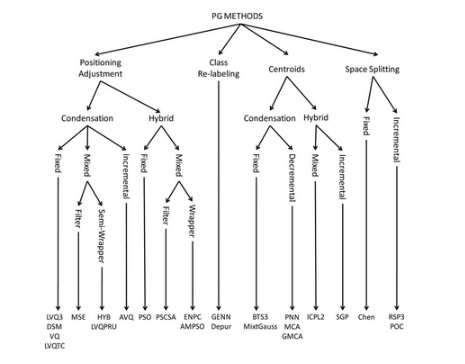 PG METHODS
Positioning
Adjustment
Class
Re-labeling
Centroids
Space Splitting
Condensation
Hybrid
Condensation
Hybrid
Fixed
Mixed
Incremental
Fixed
Mixed
Fixed
Decremental
Mixed
Incremental
Fixed
Incremental
Filter
Semi-Wrapper
Filter
Wrapper
LVQ3
DSM
VQ
LVQTC
MSE
HYB
LVQPRU
AVQ
PSO
PSCSA
ENPC
AMPSO
GENN
Depur
BTS3
MixtGauss
PNN
MCA
GMCA
ICPL2
SGP
Chen
RSP3
POC